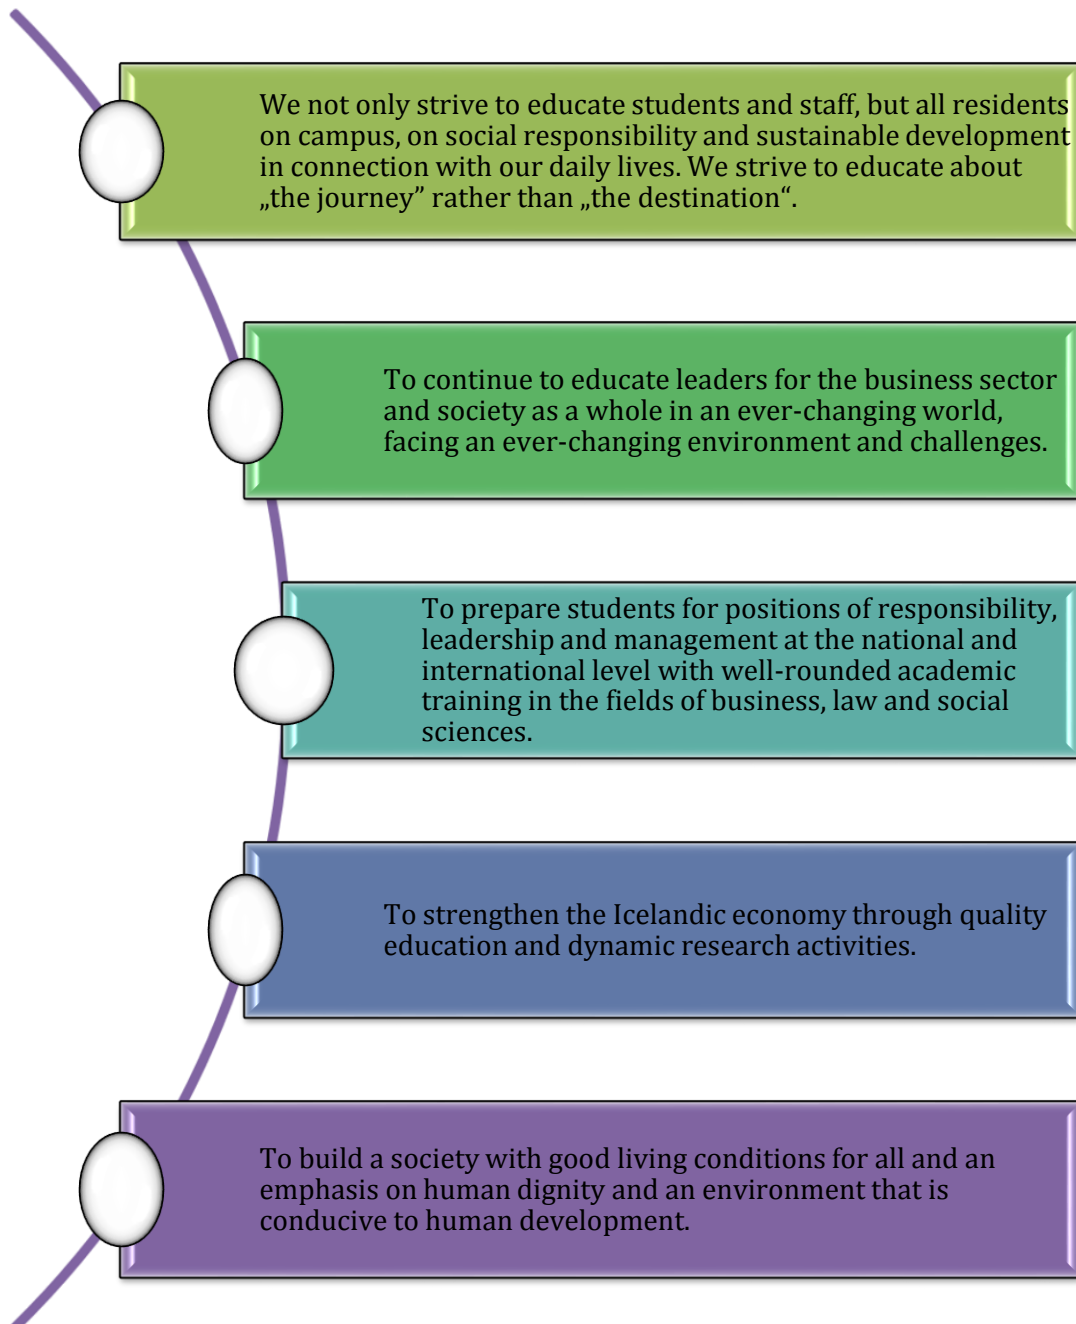 We not only strive to educate students and staff, but all residents
on campus, on social responsibility and sustainable development
in connection with our daily lives. We strive to educate about
„the journey” rather than „the destination“.
To continue to educate leaders for the business sector
and society as a whole in an ever-changing world,
facing an ever-changing environment and challenges.
To prepare students for positions of responsibility,
leadership and management at the national and
international level with well-rounded academic
training in the fields of business, law and social
sciences.
To strengthen the Icelandic economy through quality
education and dynamic research activities.
To build a society with good living conditions for all and an
emphasis on human dignity and an environment that is
conducive to human development.